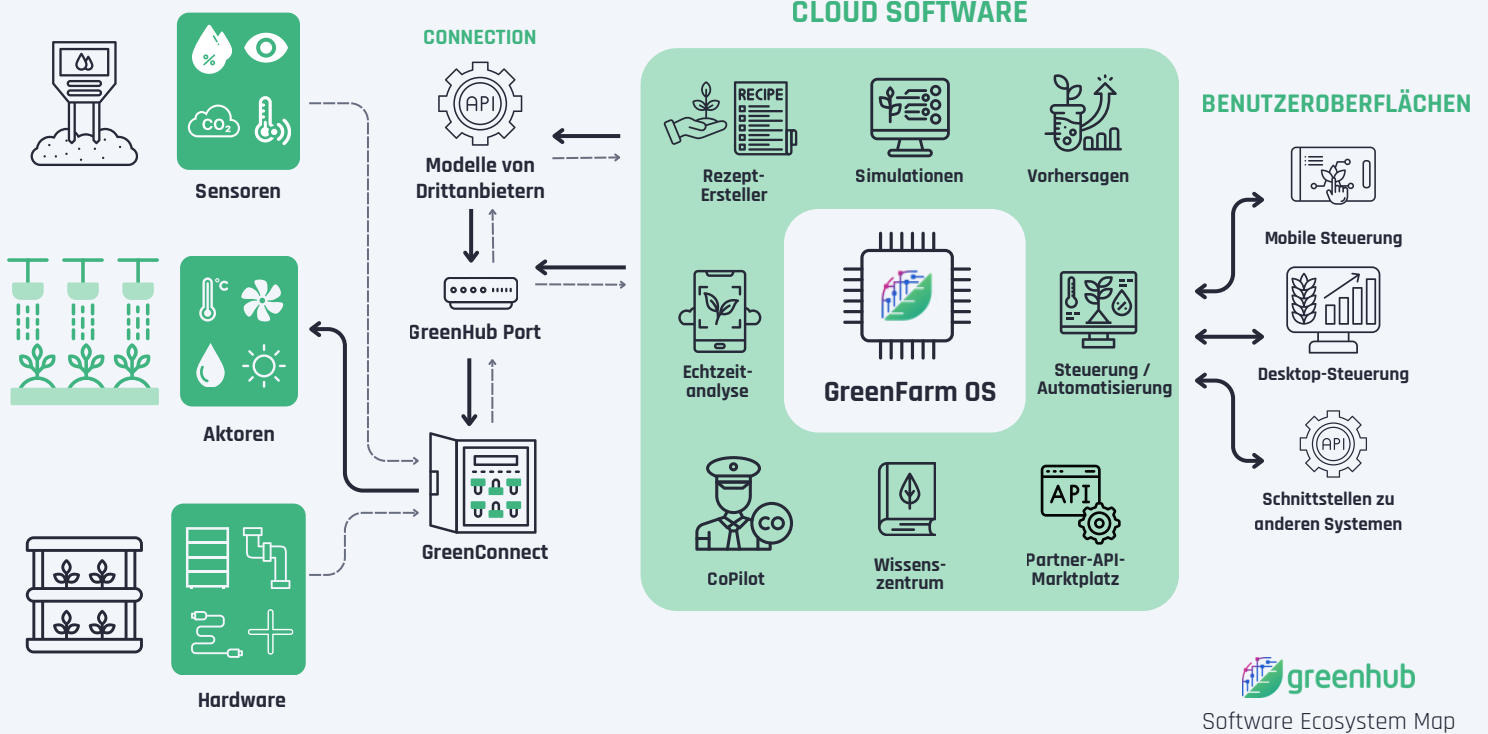 CLOUD SOFTWARE
CONNECTION
BENUTZEROBERFLÄCHEN
%
CO₂
Sensoren
API
Modelle von
Drittanbietern
RECIPE
Rezept-
Ersteller
Simulationen
Vorhersagen
Mobile Steuerung
°C
Aktoren
GreenHub Port
Echtzeit-
analyse
GreenFarm OS
Steuerung /
Automatisierung
Desktop-Steuerung
API
Schnittstellen zu
anderen Systemen
GreenConnect
CO
CoPilot
Wissens-
zentrum
API
Partner-API-
Marktplatz
Hardware
greenhub
Software Ecosystem Map